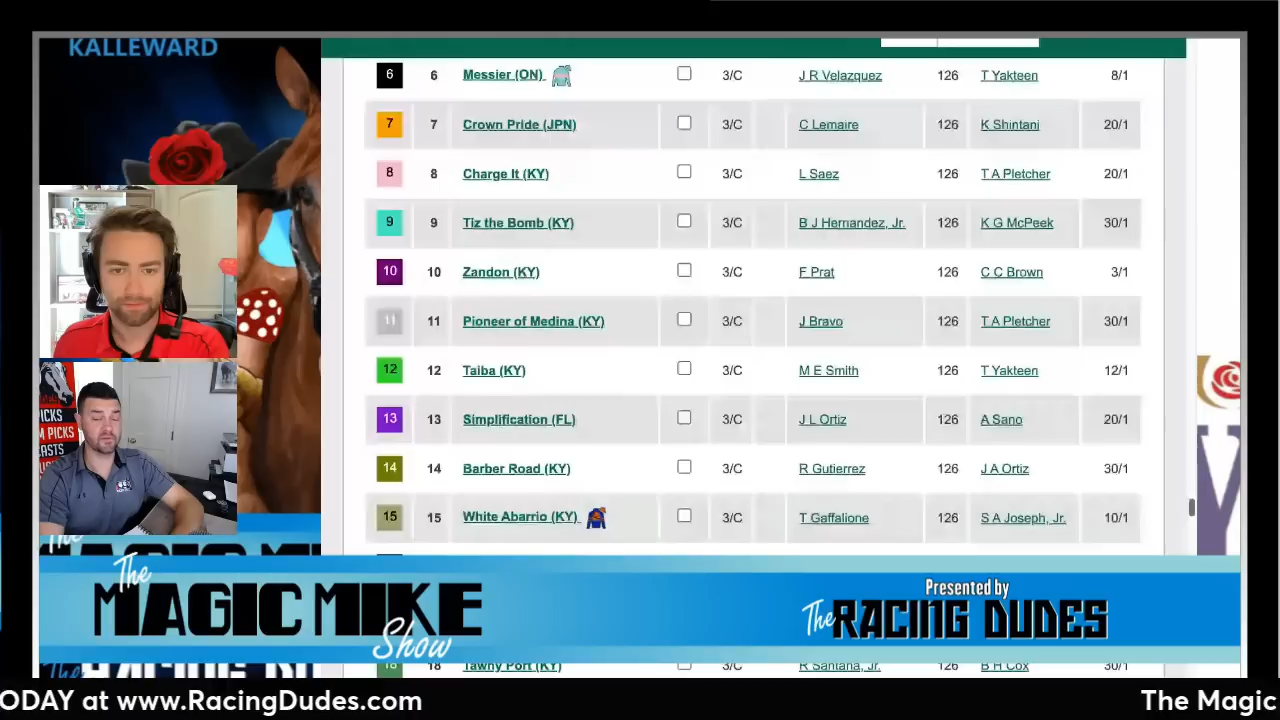 KALLEWARD
6 6 Messier (ON) 3/C J R Velazquez 126 T Yakteen 8/1
7 7 Crown Pride (JPN) 3/C C Lemaire 126 K Shintani 20/1
8 8 Charge It (KY) 3/C L Saez 126 T A Pletcher 20/1
9 9 Tiz the Bomb (KY) 3/C B J Hernandez, Jr. 126 K G McPeek 30/1
10 10 Zandon (KY) 3/C F Prat 126 C C Brown 3/1
11 11 Pioneer of Medina (KY) 3/C J Bravo 126 T A Pletcher 30/1
12 12 Taiba (KY) 3/C M E Smith 126 T Yakteen 12/1
13 13 Simplification (FL) 3/C J L Ortiz 126 A Sano 20/1
14 14 Barber Road (KY) 3/C R Gutierrez 126 J A Ortiz 30/1
15 15 White Abarrio (KY) 3/C T Gaffalione 126 S A Joseph, Jr. 10/1
PICKS
M PICKS
ASTS
The
MAGIC MIKE
Show
Presented by
The RACING DUDES
18 18 Tawny Port (KY) 3/C R Santana, Jr. 126 B H Cox 30/1
ODAY at www.RacingDudes.com
The Magic